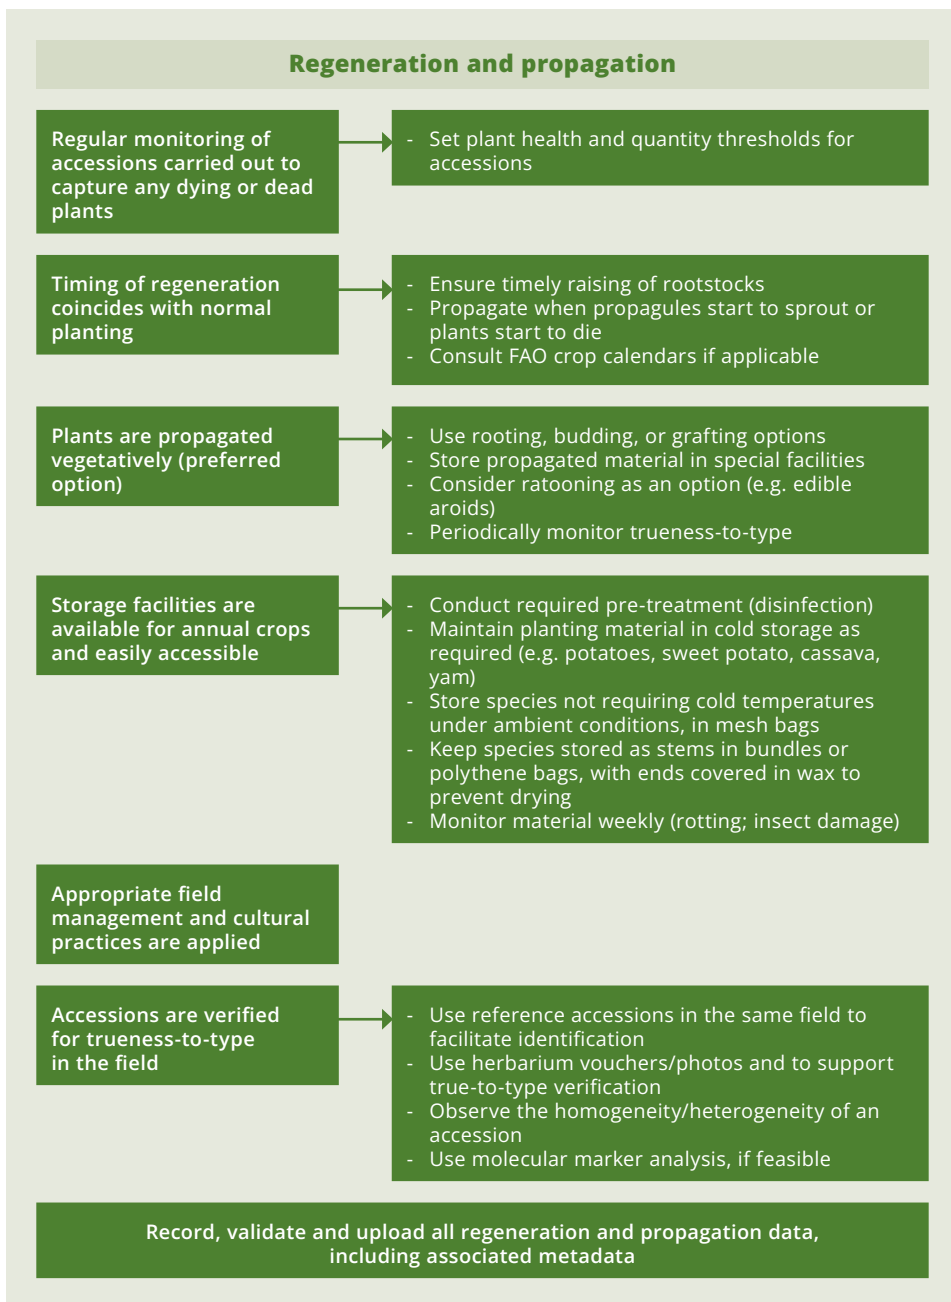 Regeneration and propagation
Regular monitoring of
accessions carried out to
capture any dying or dead
plants
- Set plant health and quantity thresholds for
accessions
Timing of regeneration
coincides with normal
planting
- Ensure timely raising of rootstocks
- Propagate when propagules start to sprout or
plants start to die
- Consult FAO crop calendars if applicable
Plants are propagated
vegetatively (preferred
option)
- Use rooting, budding, or grafting options
- Store propagated material in special facilities
- Consider ratooning as an option (e.g. edible
aroids)
- Periodically monitor trueness-to-type
Storage facilities are
available for annual crops
and easily accessible
- Conduct required pre-treatment (disinfection)
- Maintain planting material in cold storage as
required (e.g. potatoes, sweet potato, cassava,
yam)
- Store species not requiring cold temperatures
under ambient conditions, in mesh bags
- Keep species stored as stems in bundles or
polythene bags, with ends covered in wax to
prevent drying
- Monitor material weekly (rotting; insect damage)
Appropriate field
management and cultural
practices are applied
Accessions are verified
for trueness-to-type
in the field
- Use reference accessions in the same field to
facilitate identification
- Use herbarium vouchers/photos and to support
true-to-type verification
- Observe the homogeneity/heterogeneity of an
accession
- Use molecular marker analysis, if feasible
Record, validate and upload all regeneration and propagation data,
including associated metadata